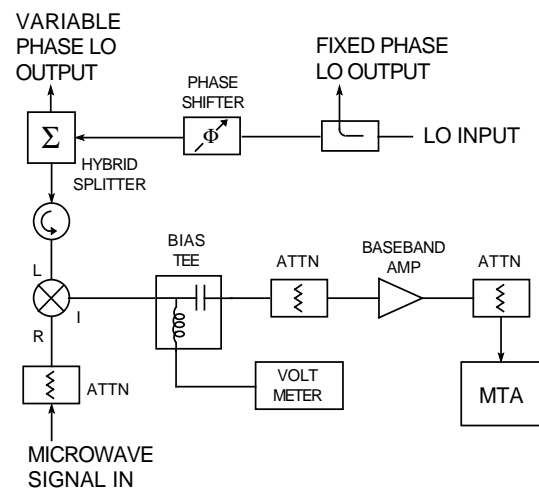 VARIABLE
PHASE LO
OUTPUT
FIXED PHASE
LO OUTPUT
PHASE
SHIFTER
Σ
Φ
LO INPUT
HYBRID
SPLITTER
BIAS
TEE
ATTN
BASEBAND
AMP
ATTN
L
I
R
ATTN
VOLT
METER
MTA
MICROWAVE
SIGNAL IN